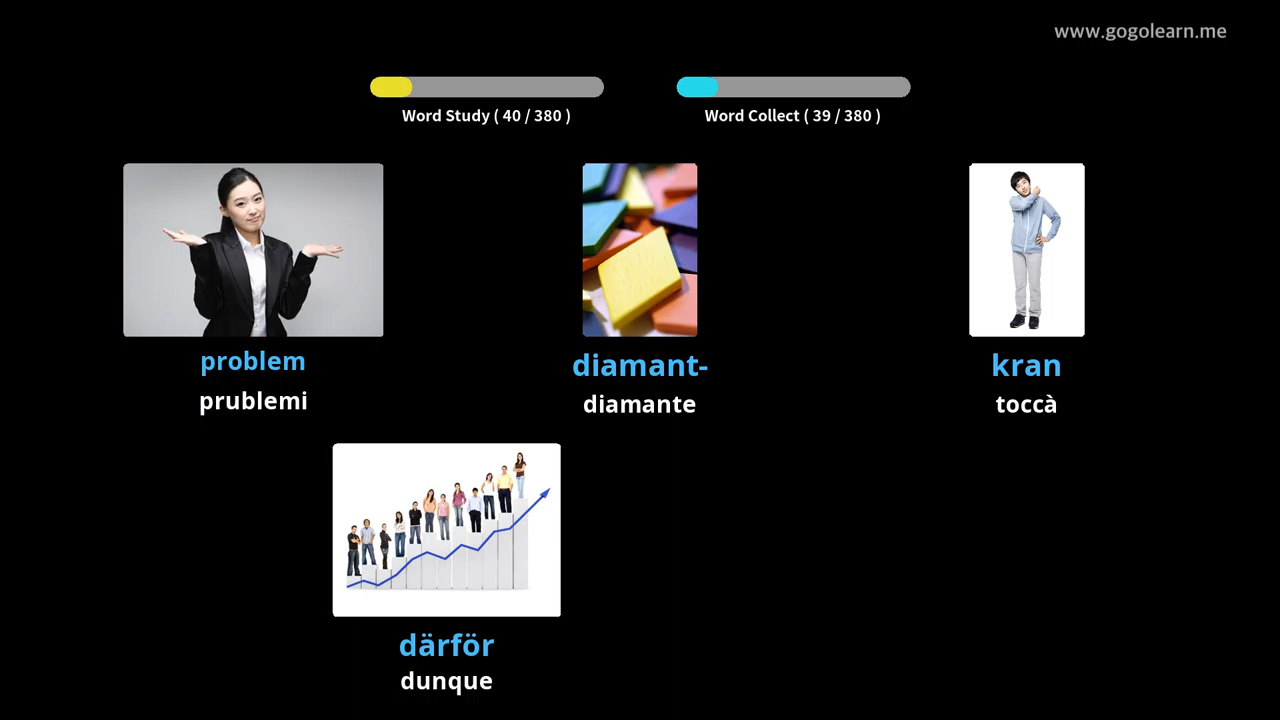 www.gogolearn.me
Word Study ( 40 / 380 )
Word Collect ( 39 / 380 )
problem
prublemi
diamant-
diamante
kran
toccà
därför
dunque